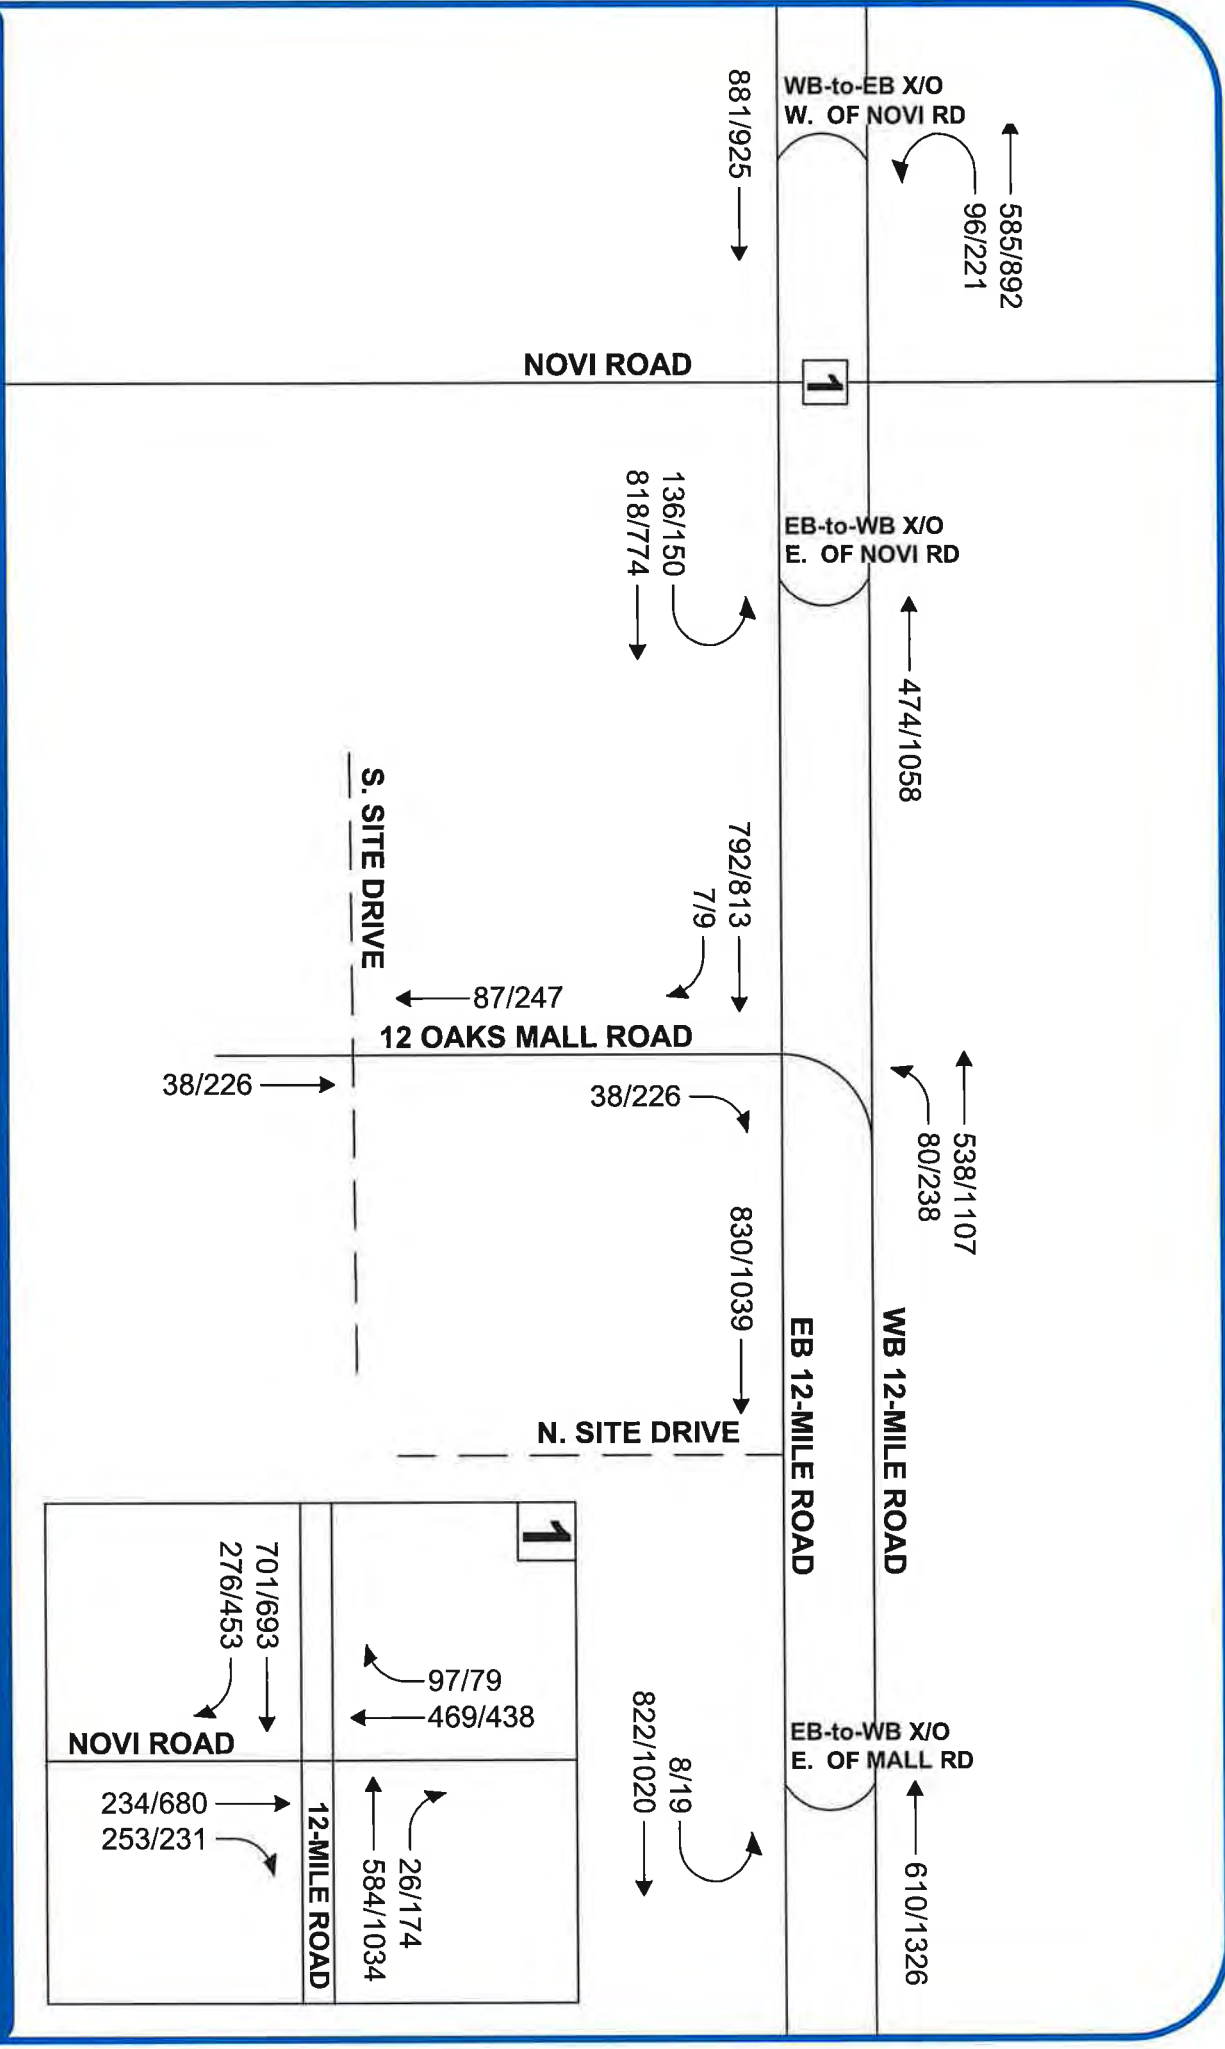 WB-to-EB X/O
W. OF NOVI RD
881/925
585/892
96/221
NOVI ROAD
1
136/150
818/774
EB-to-WB X/O
E. OF NOVI RD
474/1058
S. SITE DRIVE
792/813
7/9
87/247
12 OAKS MALL ROAD
38/226
38/226
538/1107
80/238
830/1039
WB 12-MILE ROAD
EB 12-MILE ROAD
N. SITE DRIVE
1
701/693
276/453
97/79
469/438
NOVI ROAD
234/680
253/231
12-MILE ROAD
26/174
584/1034
EB-to-WB X/O
E. OF MALL RD
8/19
822/1020
610/1326